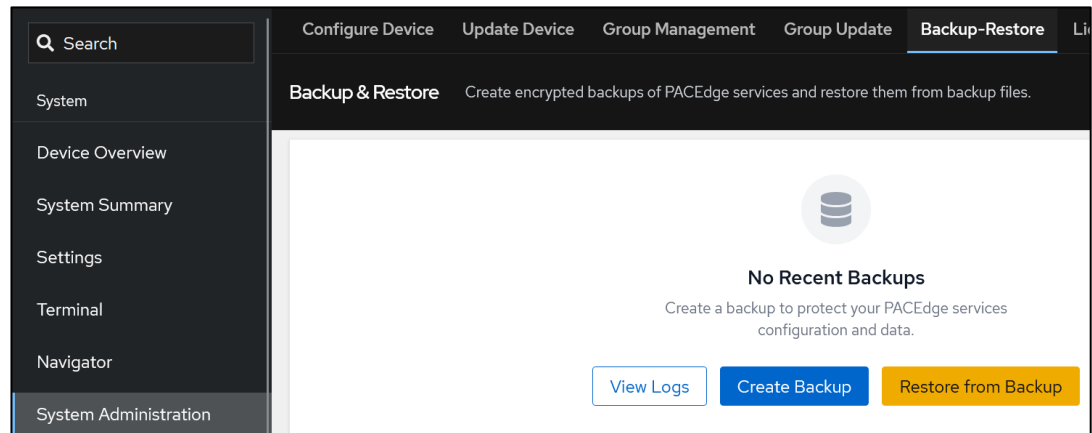 Search
System
Device Overview
System Summary
Settings
Terminal
Navigator
System Administration
Configure Device Update Device Group Management Group Update Backup-Restore
Backup & Restore Create encrypted backups of PACEdge services and restore them from backup files.
No Recent Backups
Create a backup to protect your PACEdge services
configuration and data.
View Logs Create Backup Restore from Backup